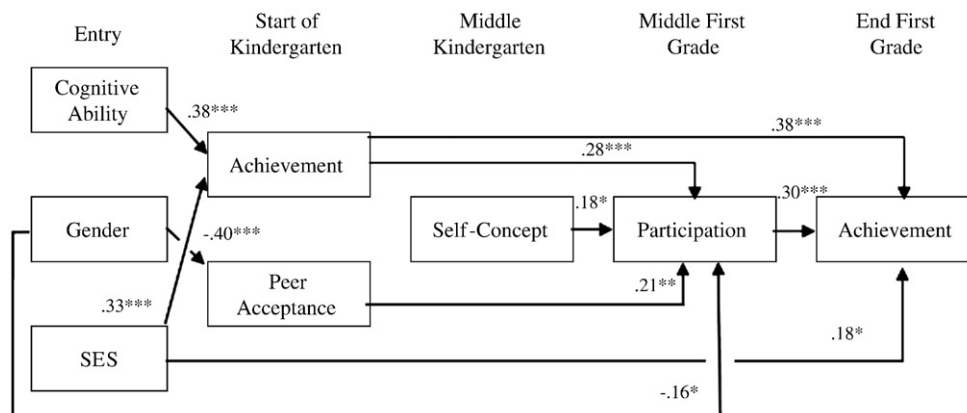 Entry
Start of
Kindergarten
Middle
Kindergarten
Middle First
Grade
End First
Grade
Cognitive
Ability
.38***
.38***
Achievement
.28***
Gender
-.40***
Self-Concept
.18*
Participation
.30***
Achievement
Peer
Acceptance
.21**
.33***
SES
.18*
-.16*